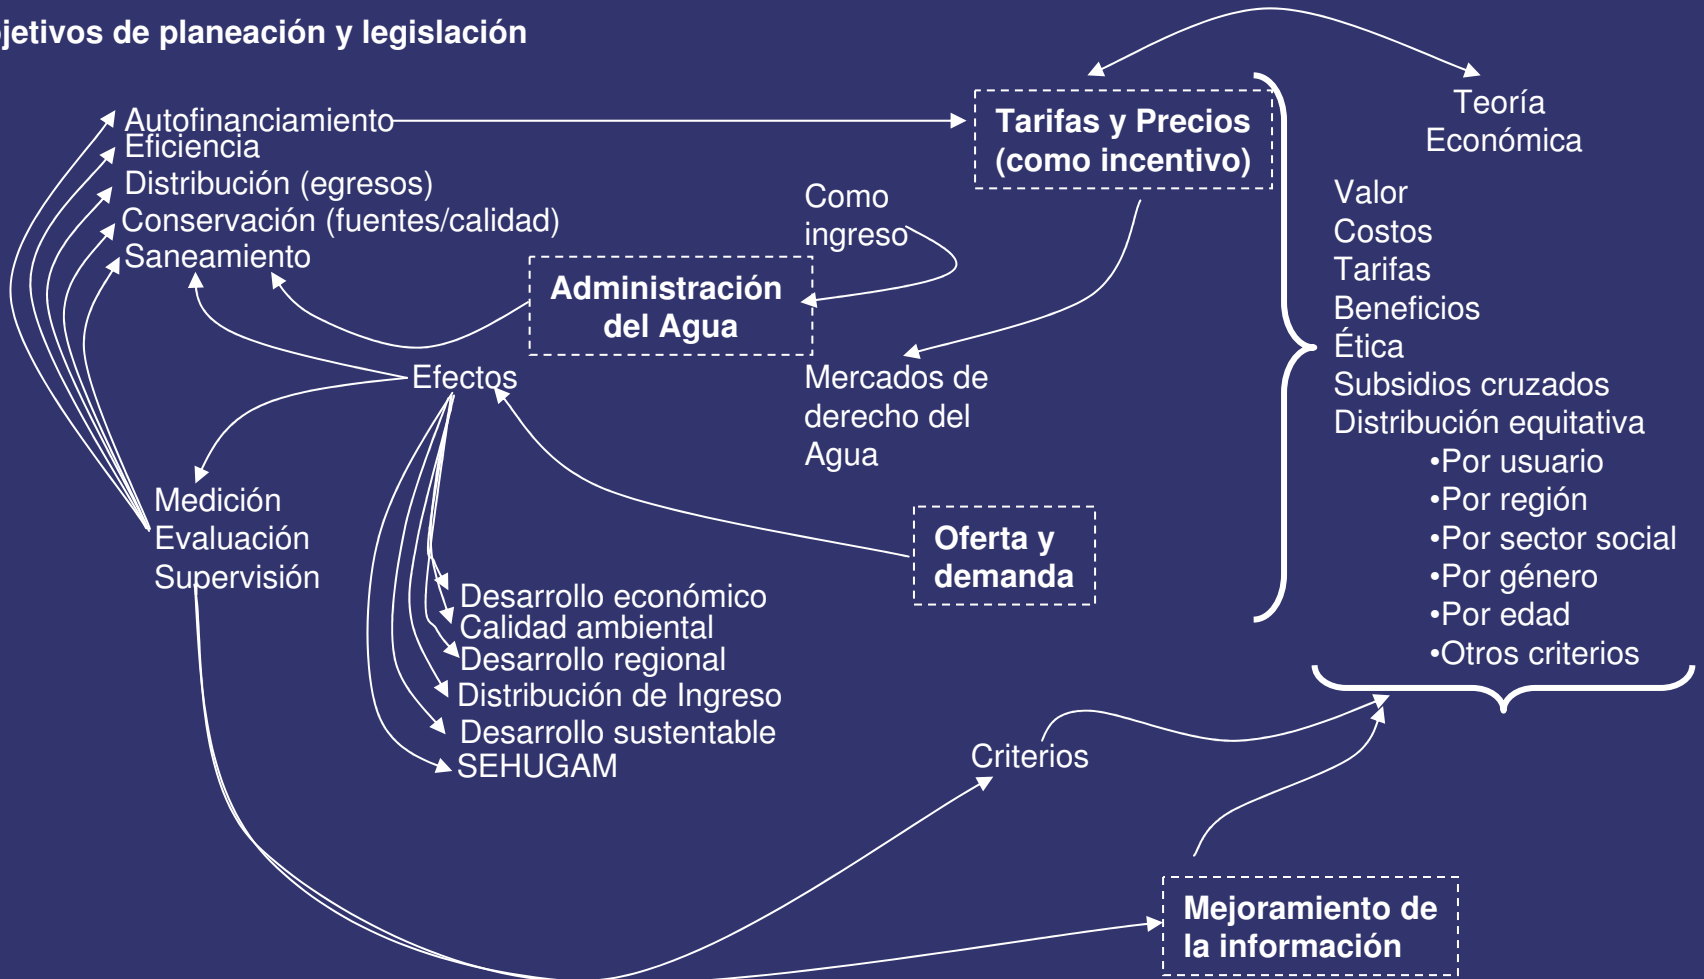 jetivos de planeación y legislación
Autofinanciamiento
Eficiencia
Distribución (egresos)
Conservación (fuentes/calidad)
Saneamiento
Administración
del Agua
Como
ingreso
Tarifas y Precios
(como incentivo)
Teoría
Económica
Valor
Costos
Tarifas
Beneficios
Ética
Subsidios cruzados
Distribución equitativa
•Por usuario
•Por región
•Por sector social
•Por género
•Por edad
•Otros criterios
Efectos
Mercados de
derecho del
Agua
Medición
Evaluación
Supervisión
Oferta y
demanda
Desarrollo económico
Calidad ambiental
Desarrollo regional
Distribución de Ingreso
Desarrollo sustentable
SEHUGAM
Criterios
Mejoramiento de
la información